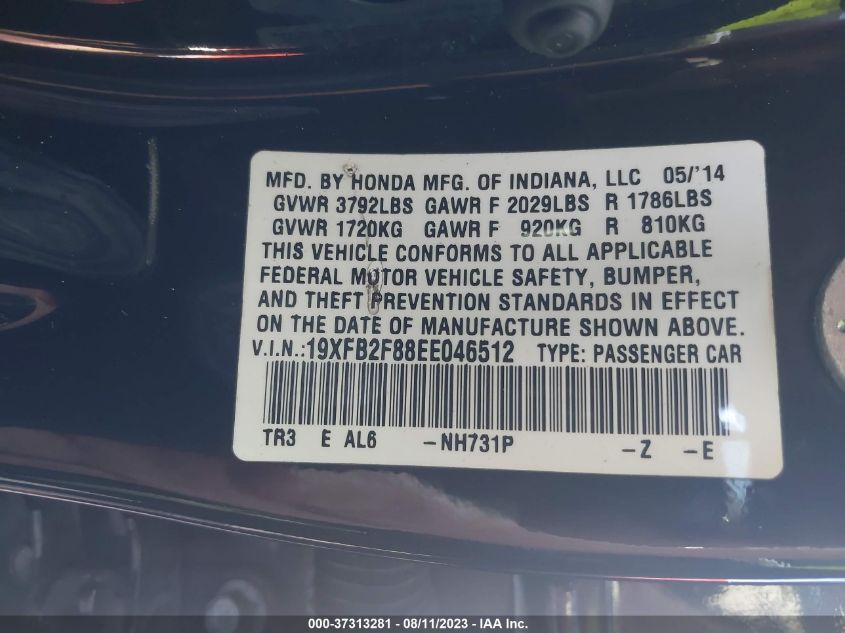 MFD. BY HONDA MFG. OF INDIANA, LLC 05/'14
GVWR 3792LBS GAWR F 2029LBS R 1786LBS
GVWR 1720KG GAWR F 920KG R 810KG
THIS VEHICLE CONFORMS TO ALL APPLICABLE
FEDERAL MOTOR VEHICLE SAFETY, BUMPER,
AND THEFT PREVENTION STANDARDS IN EFFECT
ON THE DATE OF MANUFACTURE SHOWN ABOVE.
V.I.N.:19XFB2F88EE046512 TYPE: PASSENGER CAR
TR3 E AL6 -NH731P -Z -E
000-37313281 - 08/11/2023 - IAA Inc.